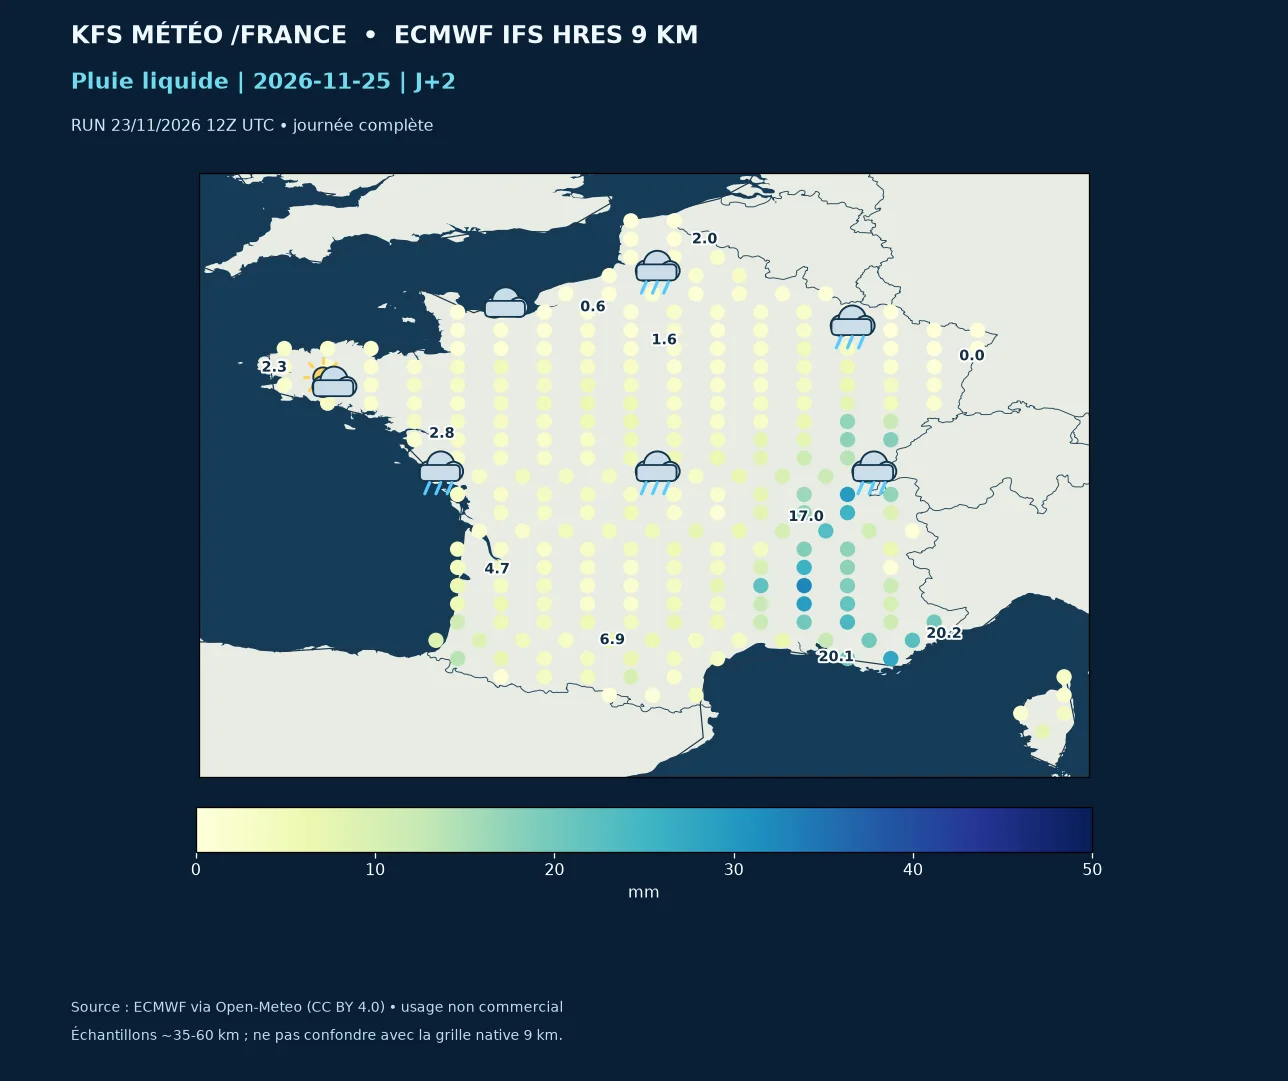 KFS MÉTÉO /FRANCE • ECMWF IFS HRES 9 KM
Pluie liquide | 2026-11-25 | J+2
RUN 23/11/2026 12Z UTC • journée complète
2.0
0.6
1.6
0.0
2.3
2.8
17.0
4.7
20.2
6.9
20.1
0 10 20 30 40 50
mm
Source : ECMWF via Open-Meteo (CC BY 4.0) • usage non commercial
Échantillons ~35-60 km ; ne pas confondre avec la grille native 9 km.